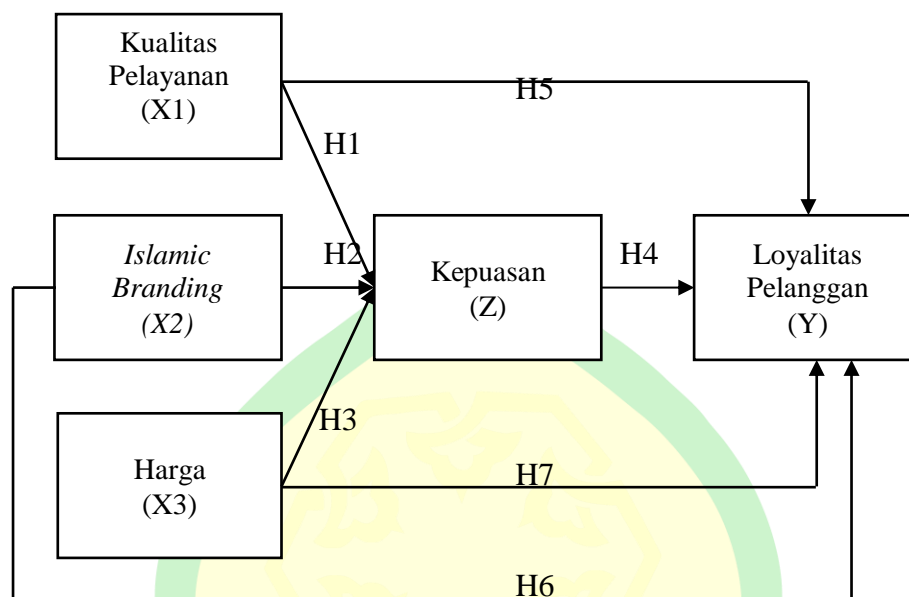 Kualitas
Pelayanan
(X1)
H5
H1
Islamic
Branding
(X2)
H2
Kepuasan
(Z)
H4
Loyalitas
Pelanggan
(Y)
H3
Harga
(X3)
H7
H6